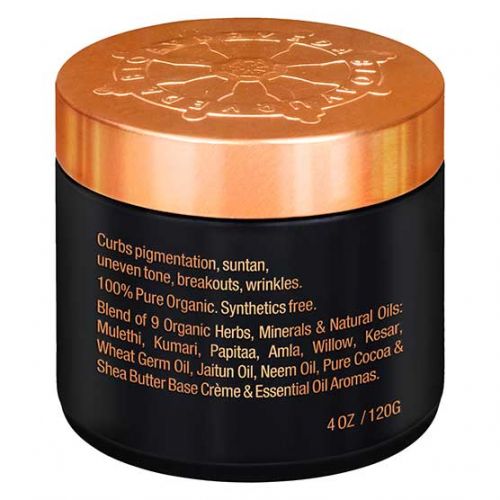 Curbs pigmentation, suntan,
uneven tone, breakouts, wrinkles.
100% Pure Organic. Synthetics free.
Blend of 9 Organic Herbs, Minerals & Natural Oils:
Mulethi, Kumari, Papitaa, Amla, Willow, Kesar,
Wheat Germ Oil, Jaitun Oil, Neem Oil, Pure Cocoa &
Shea Butter Base Crème & Essential Oil Aromas.
4 OZ / 120G